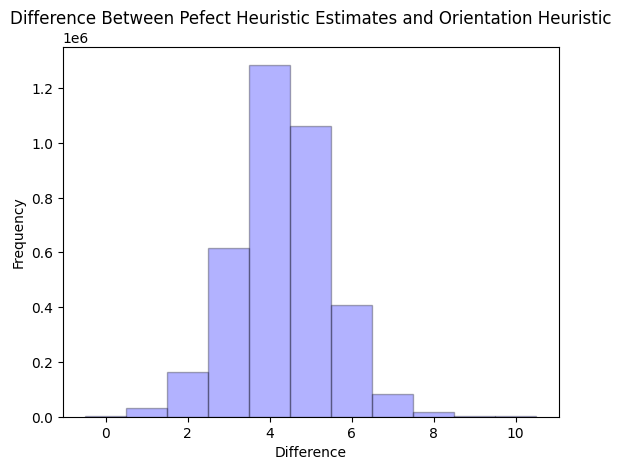 Difference Between Pefect Heuristic Estimates and Orientation Heuristic
1e6
1.2
1.0
0.8
0.6
0.4
0.2
0.0
Frequency
0 2 4 6 8 10
Difference